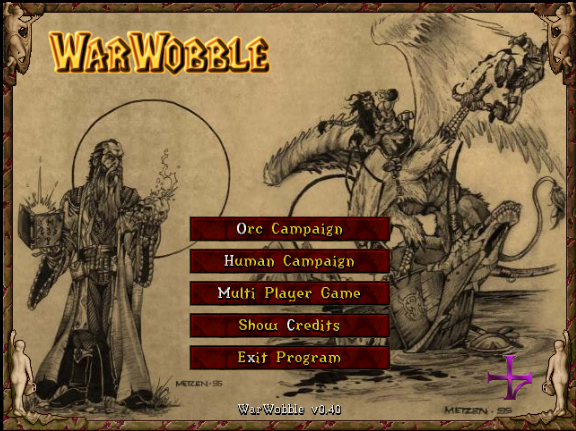 WARWOBBLE
Orc Campaign
Human Campaign
Multi Player Game
Show Credits
Exit Program
METZEN-95
WarWobble v0.40
METZEN-95